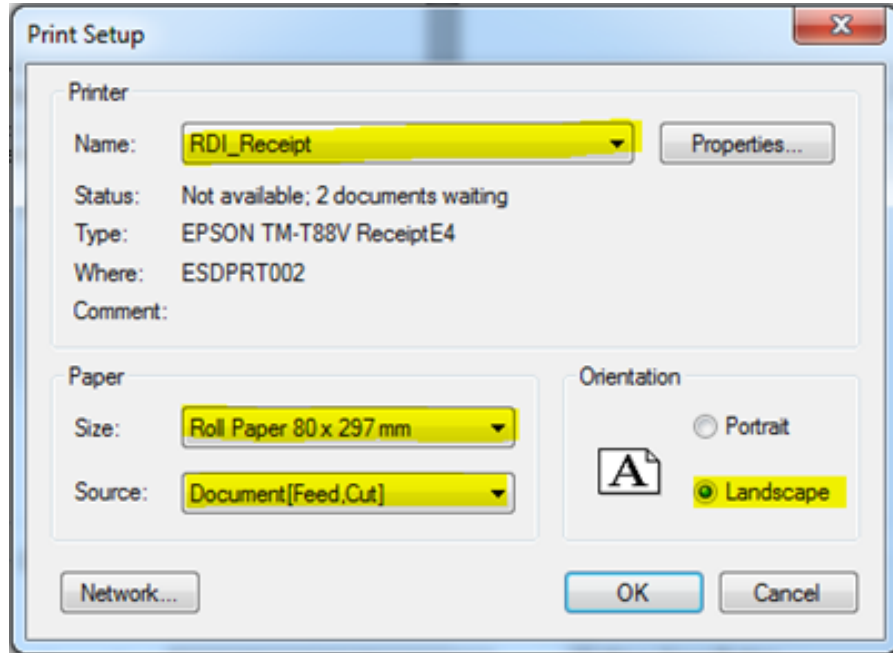 Print Setup
Printer
Name: RDI_Receipt Properties...
Status: Not available; 2 documents waiting
Type: EPSON TM-T88V ReceiptE4
Where: ESDPRT002
Comment:
Paper
Size: Roll Paper 80 x 297 mm
Source: Document[Feed,Cut]
Orientation
A
Portrait
Landscape
Network...
OK
Cancel